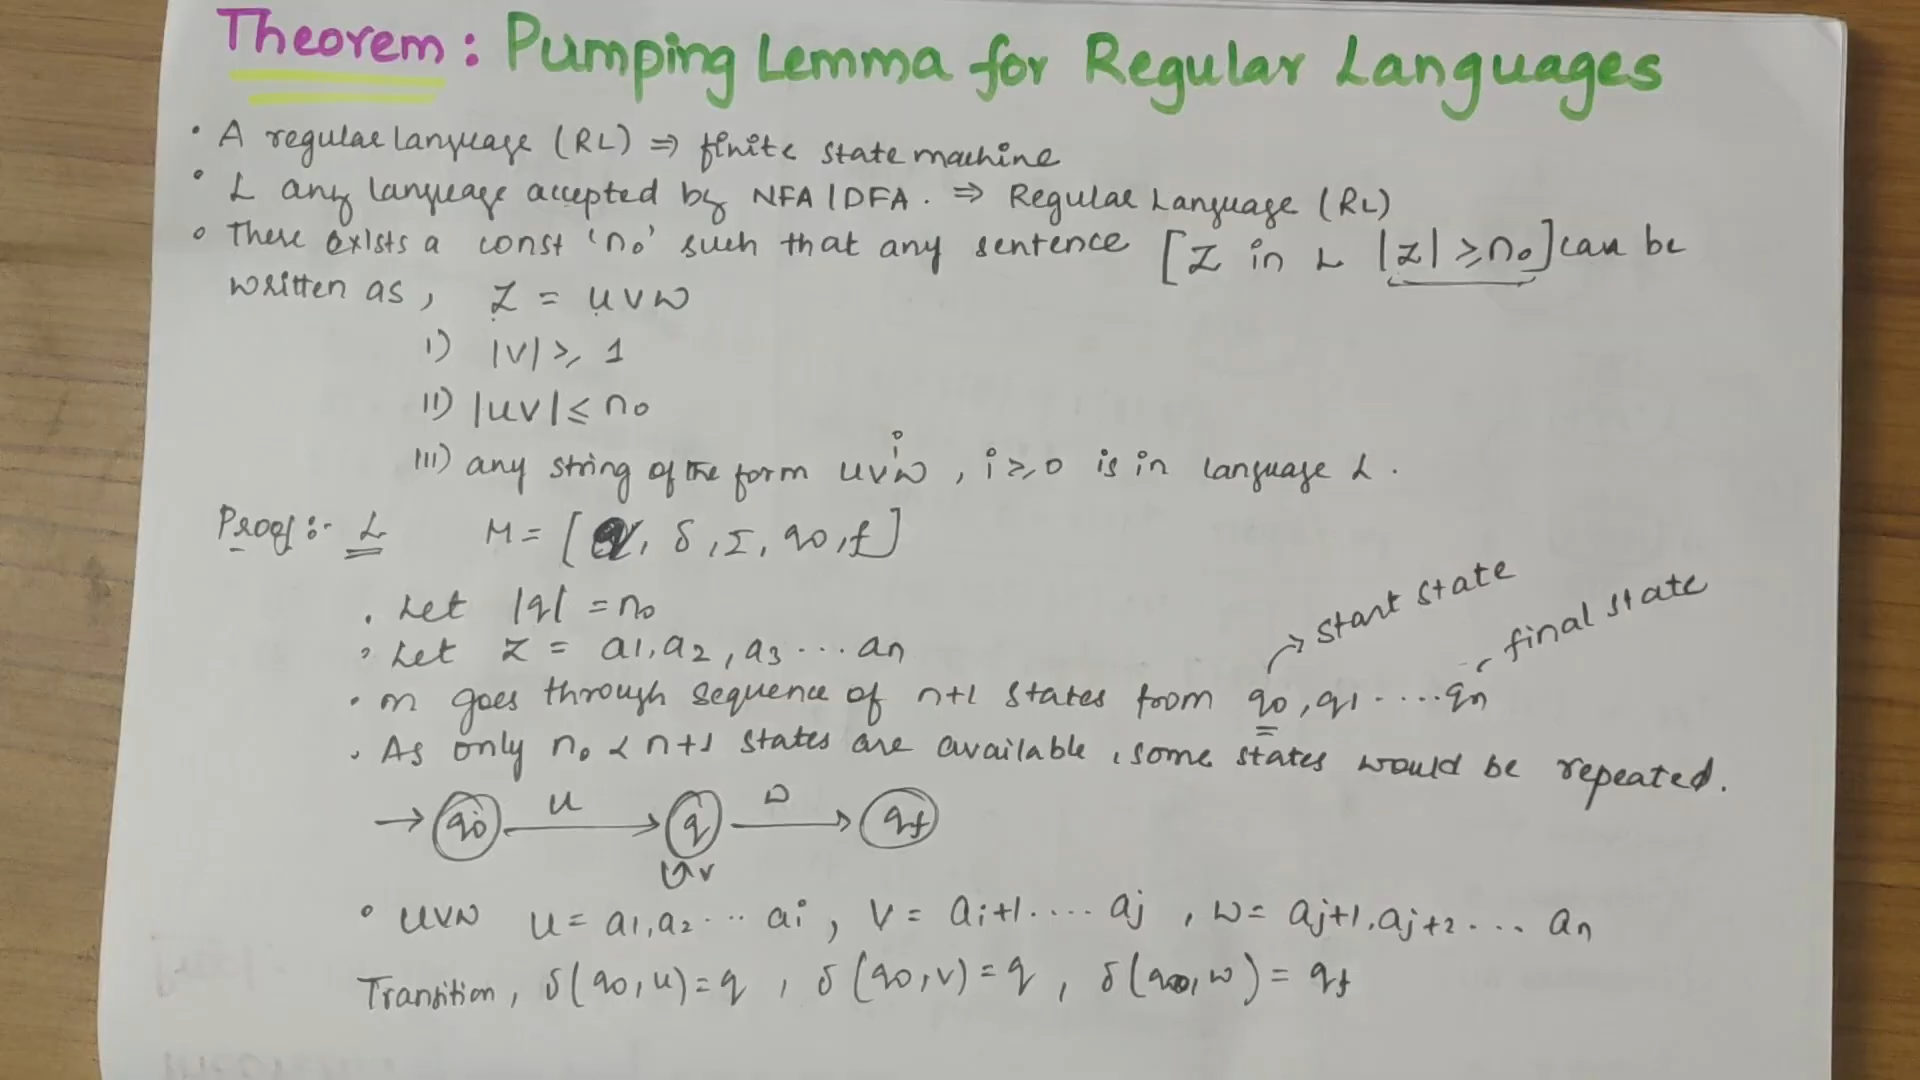 Theorem: Pumping Lemma for Regular Languages
• A regular language (RL) ⇒ finite state machine
• L any language accepted by NFA | DFA. ⇒ Regular Language (RL)
• There exists a const 'n₀' such that any sentence [Z in L |z| ≥ n₀] can be
written as, Z = uvw
i) |v| ≥ 1
ii) |uv| ≤ n₀
iii) any string of the form uvⁱw, i ≥ 0 is in language L.
Proof :- L M = [q, δ, Σ, q0, f]
. Let |q| = n₀
start state
final state
• Let z = a1, a2, a3 ... an
• m goes through sequence of n+1 states from q0, q1 ..... qn
• As only n₀ < n+1 states are available, some states would be repeated.
→ q0 u → q w → qf
v
• uvw u = a1, a2 ... ai, v = ai+1 .... aj, w = aj+1, aj+2 .... an
Transition, δ(q0, u) = q, δ(q0, v) = q, δ(q0, w) = qf